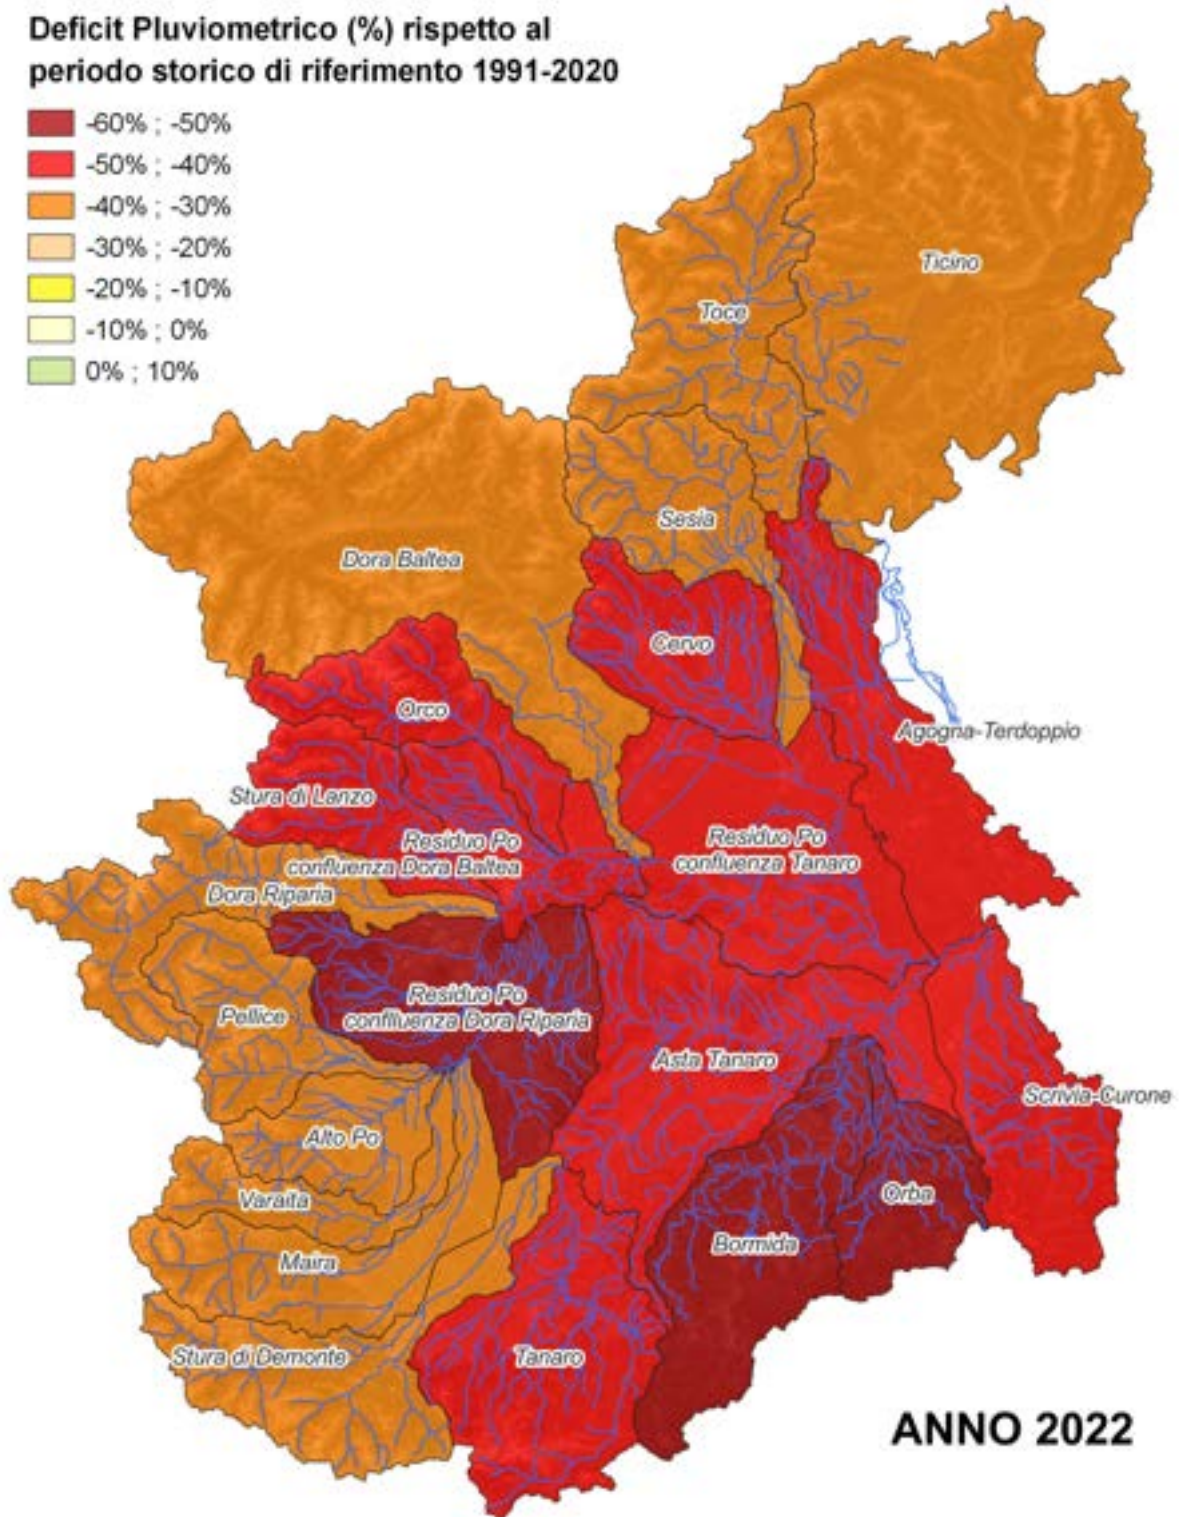 Deficit Pluviometrico (%) rispetto al
periodo storico di riferimento 1991-2020
-60% ; -50%
-50% ; -40%
-40% ; -30%
-30% ; -20%
-20% ; -10%
-10% ; 0%
0% ; 10%
Ticino
Toce
Sesia
Dora Baltea
Cervo
Orco
Agogna-Terdoppio
Stura di Lanzo
Residuo Po
confluenza Dora Baltea
Residuo Po
confluenza Tanaro
Dora Riparia
Residuo Po
conflluenza Dora Riparia
Pellice
Asta Tanaro
Scrivia-Curone
Alto Po
Varaita
Orba
Bormida
Maira
Stura di Demonte
Tanaro
ANNO 2022